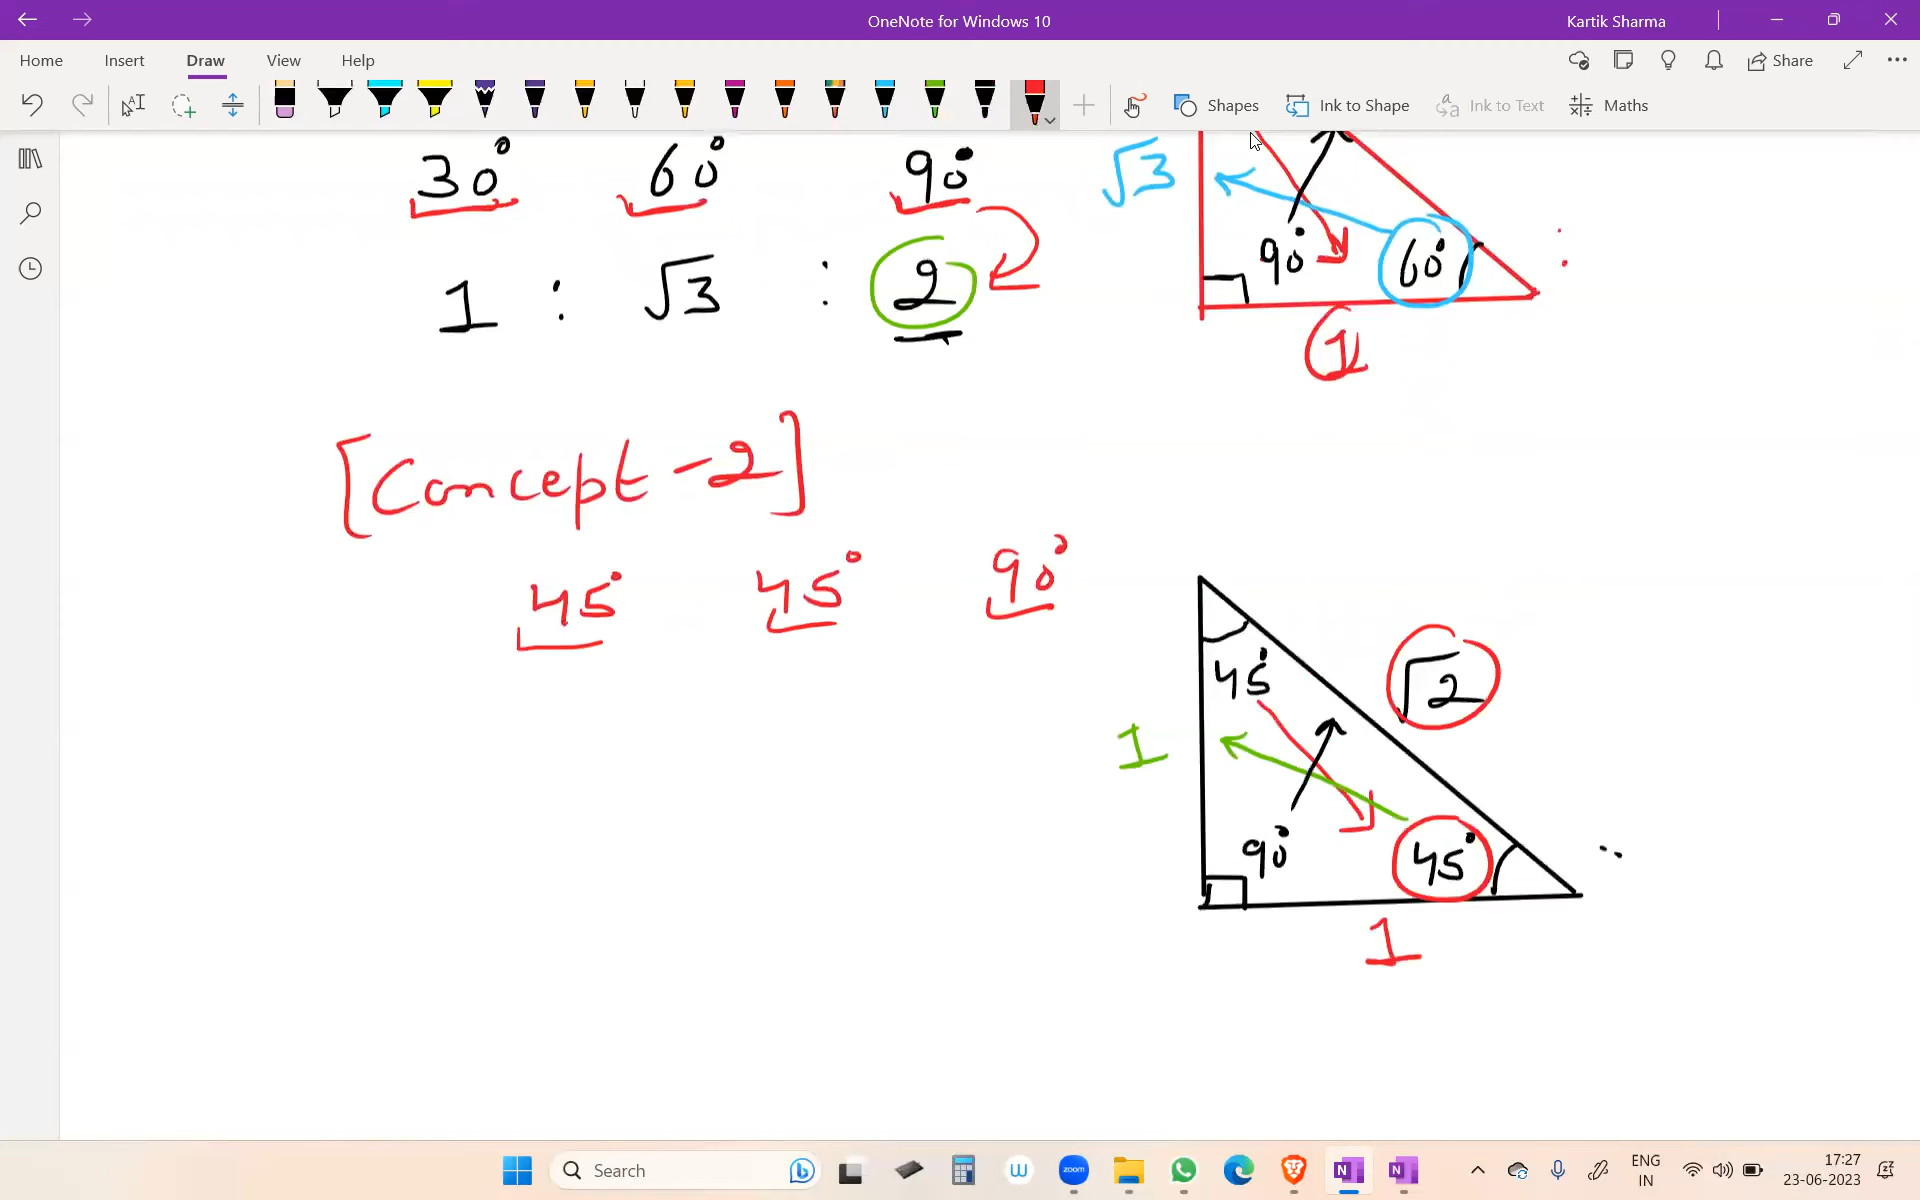 OneNote for Windows 10
Kartik Sharma
Home Insert Draw View Help
Share
Shapes Ink to Shape Ink to Text Maths
30° 60° 90°
1 : √3 : 2
√3
90° 60°
1
[Concept - 2]
45° 45° 90°
45°
√2
1
90° 45°
1
Search
zoom
ENG
IN
17:27
23-06-2023